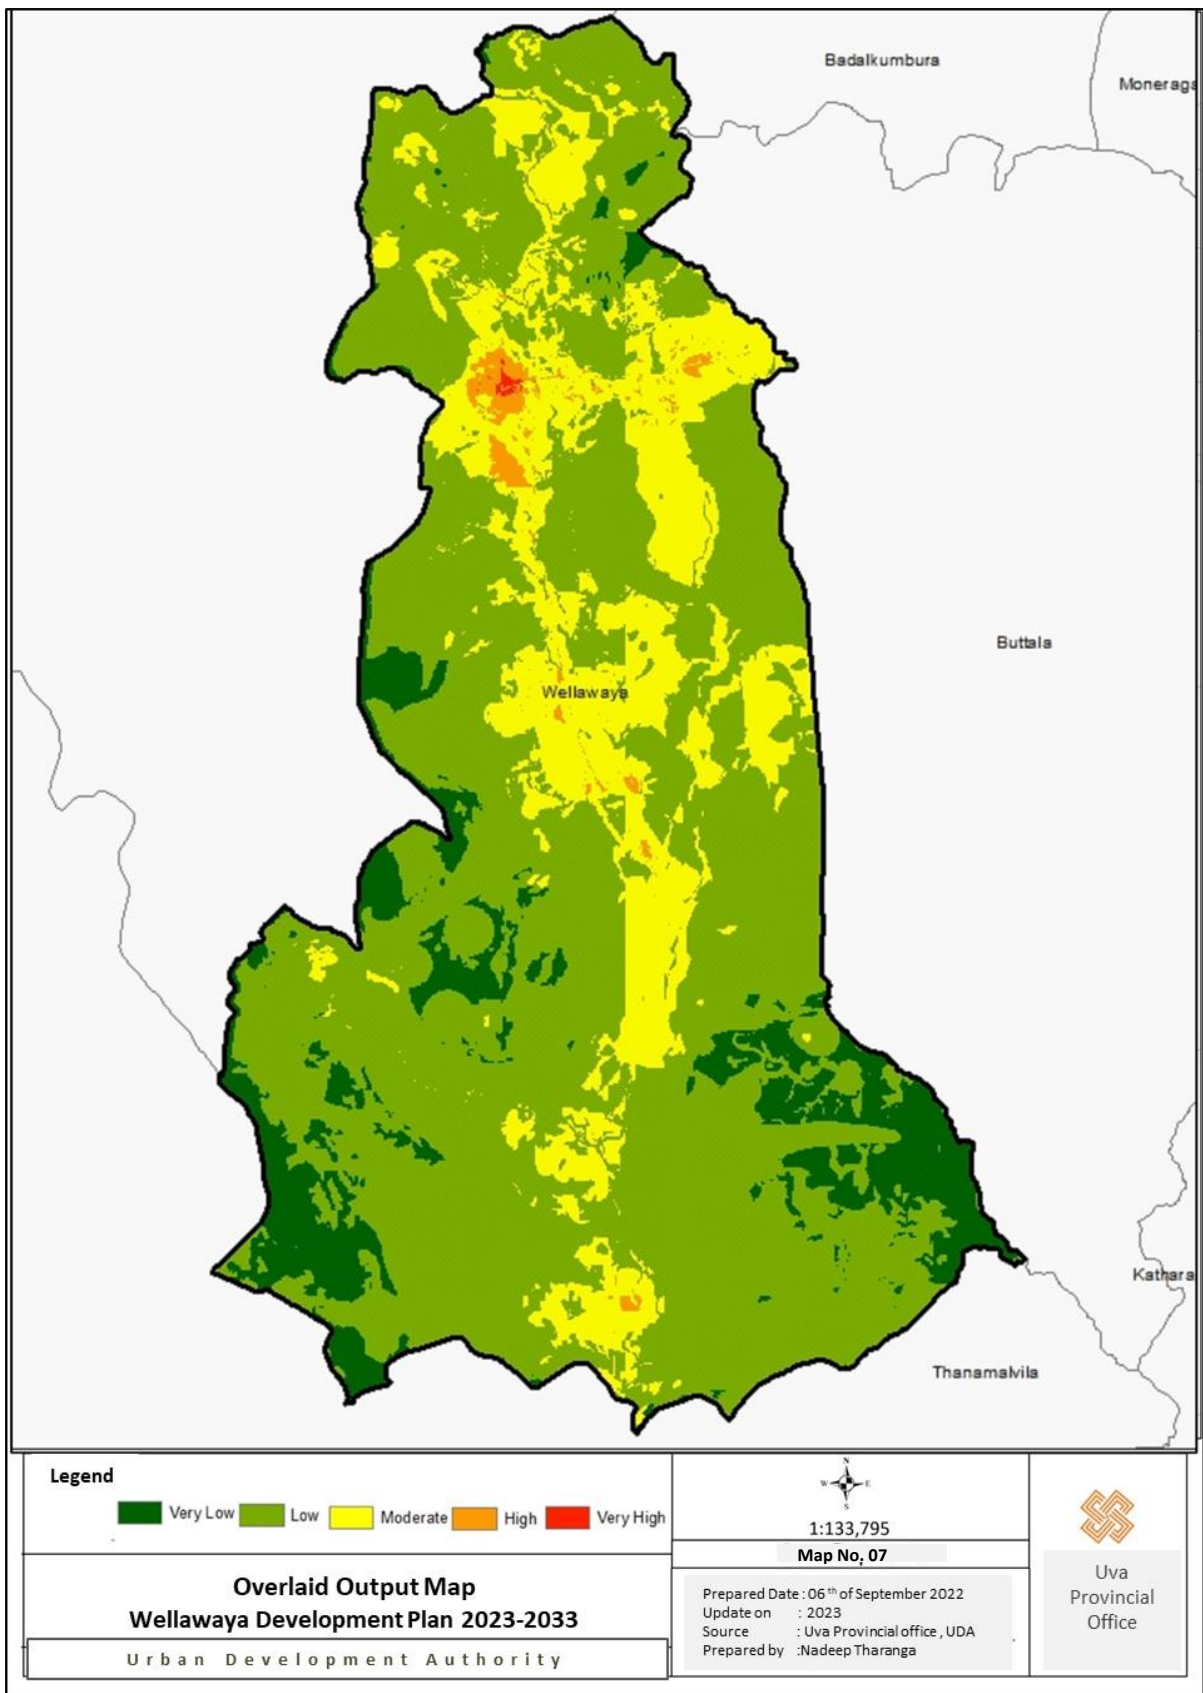 Badalkumbura
Moneraga
Buttala
Wellawaya
Kathara
Thanamalvila
Legend
Very Low Low Moderate High Very High
N
W E
S
1:133,795
Map No, 07
Overlaid Output Map
Wellawaya Development Plan 2023-2033
Urban Development Authority
Prepared Date : 06th of September 2022
Update on : 2023
Source : Uva Provincial office , UDA
Prepared by :Nadeep Tharanga
Uva
Provincial
Office